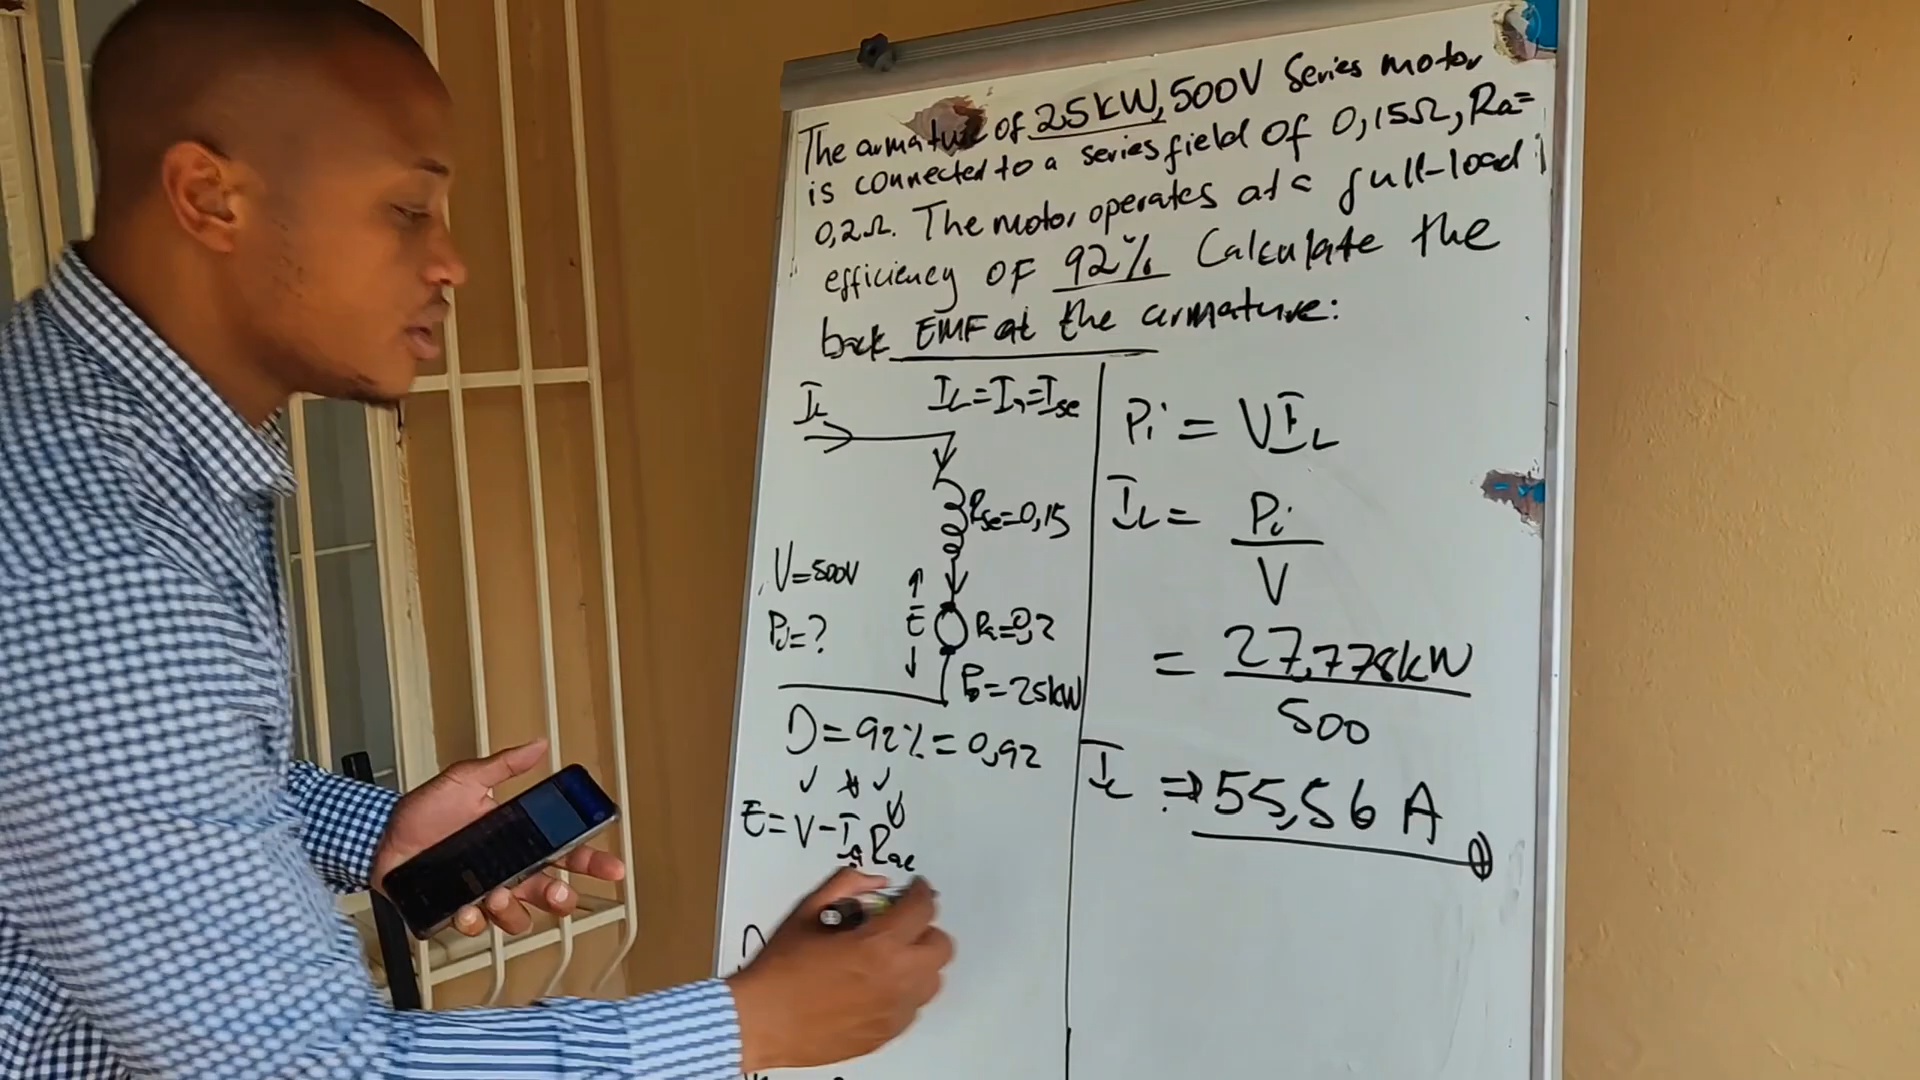 The armature of 25kW, 500V Series motor
is connected to a series field of 0,15Ω, Ra=
0,2Ω. The motor operates at a full-load
efficiency OF 92% Calculate the
back EMF at the armature:
IL
IL=Ia=Ise
Rse=0,15
V=500V
E
Ra=0,2
Pi=?
Po=25kW
η=92%=0,92
E=V-IaRae
Pi = VIL
IL = Pi
V
= 27,778kW
500
IL => 55,56 A